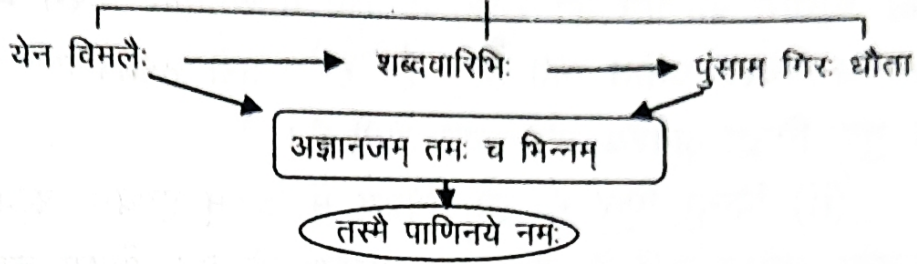 येन विमलैः शब्दवारिभिः पुंसाम् गिरः धौता
अज्ञानजम् तमः च भिन्नम्
तस्मै पाणिनये नमः